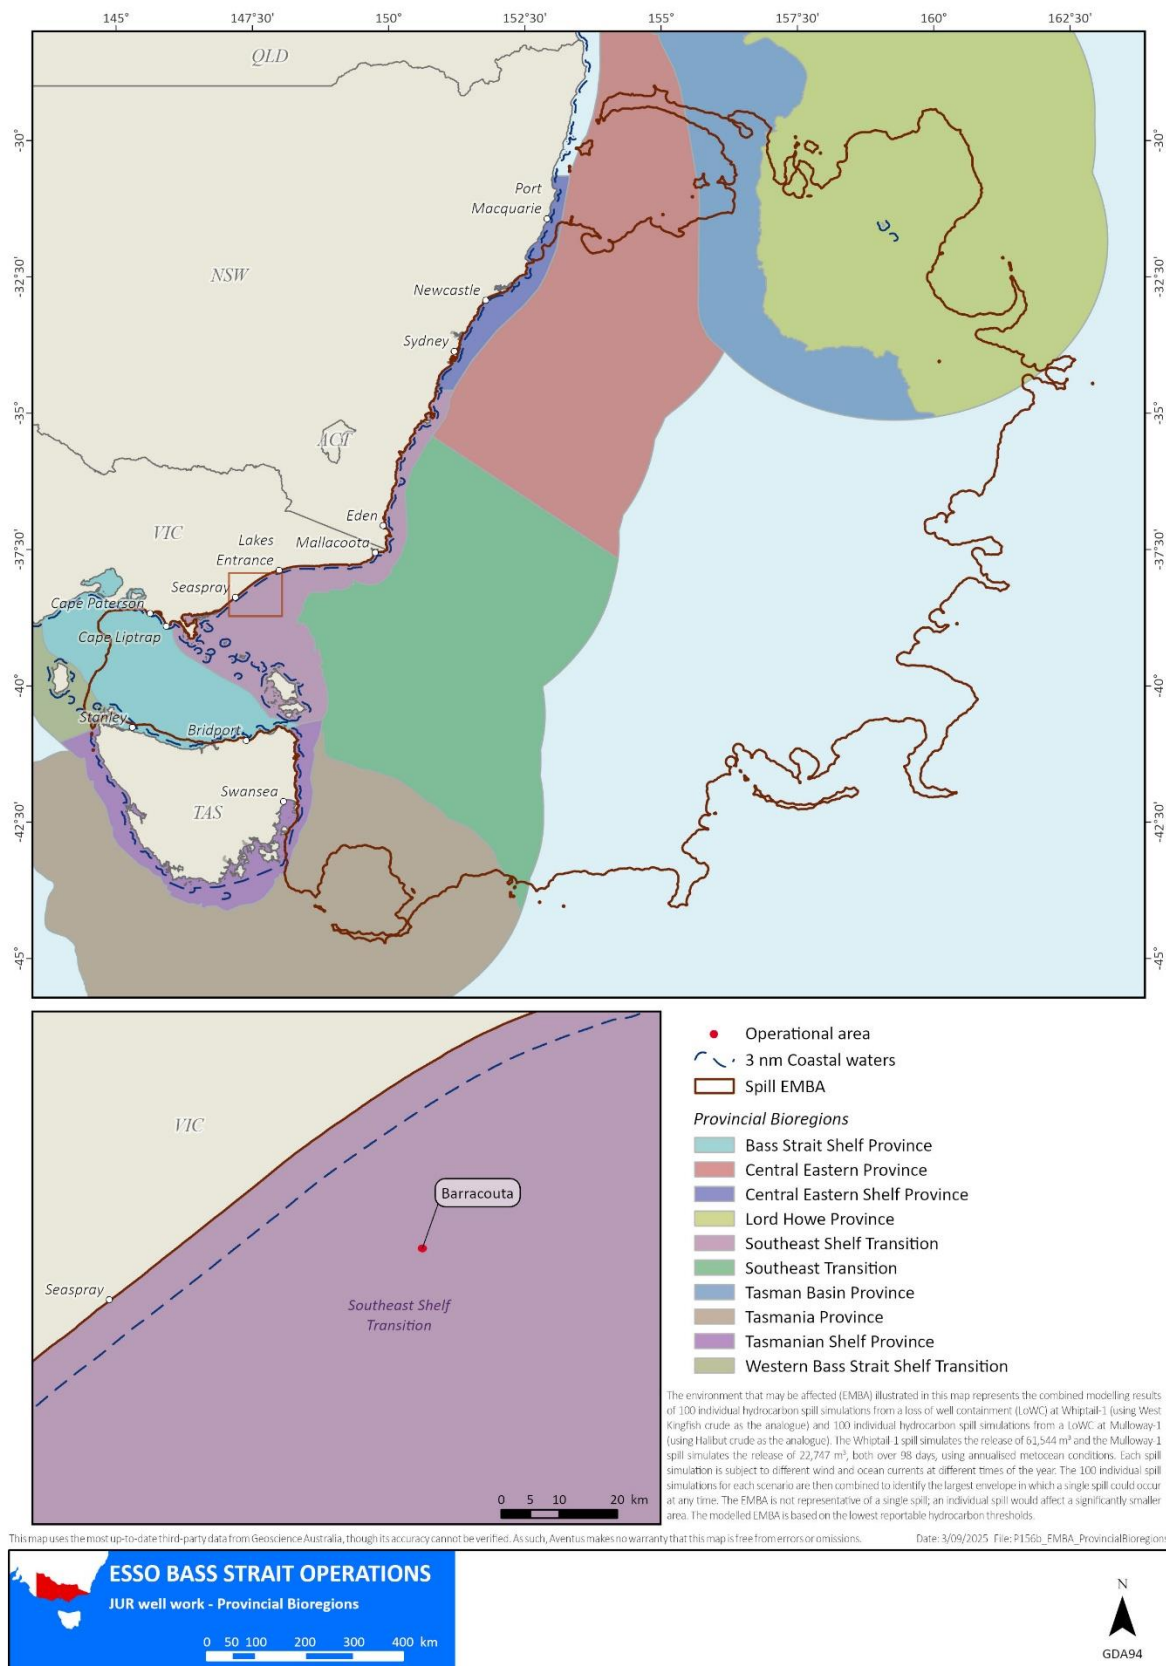 145°
147°30'
150°
152°30'
155°
157°30'
160°
162°30'
QLD
-30°
-30°
Port
Macquarie
NSW
-32°30'
-32°30'
Newcastle
Sydney
-35°
-35°
ACT
Eden
VIC
Lakes
Entrance
Mallacoota
-37°30'
-37°30'
Seaspray
Cape Paterson
Cape Liptrap
-40°
-40°
Stanley
Bridport
Swansea
TAS
-42°30'
-42°30'
-45°
-45°
VIC
Barracouta
Seaspray
Southeast Shelf
Transition
0 5 10 20 km
Operational area
3 nm Coastal waters
Spill EMBA
Provincial Bioregions
Bass Strait Shelf Province
Central Eastern Province
Central Eastern Shelf Province
Lord Howe Province
Southeast Shelf Transition
Southeast Transition
Tasman Basin Province
Tasmania Province
Tasmanian Shelf Province
Western Bass Strait Shelf Transition
The environment that may be affected (EMBA) illustrated in this map represents the combined modelling results
of 100 individual hydrocarbon spill simulations from a loss of well containment (LoWC) at Whiptail-1 (using West
Kingfish crude as the analogue) and 100 individual hydrocarbon spill simulations from a LoWC at Mulloway-1
(using Halibut crude as the analogue). The Whiptail-1 spill simulates the release of 61,544 m³ and the Mulloway-1
spill simulates the release of 22,747 m³, both over 98 days, using annualised metocean conditions. Each spill
simulation is subject to different wind and ocean currents at different times of the year. The 100 individual spill
simulations for each scenario are then combined to identify the largest envelope in which a single spill could occur
at any time. The EMBA is not representative of a single spill; an individual spill would affect a significantly smaller
area. The modelled EMBA is based on the lowest reportable hydrocarbon thresholds.
This map uses the most up-to-date third-party data from Geoscience Australia, though its accuracy cannot be verified. As such, Aventus makes no warranty that this map is free from errors or omissions.
Date: 3/09/2025 File: P156b_EMBA_ProvincialBioregions
ESSO BASS STRAIT OPERATIONS
JUR well work - Provincial Bioregions
0 50 100 200 300 400 km
N
GDA94